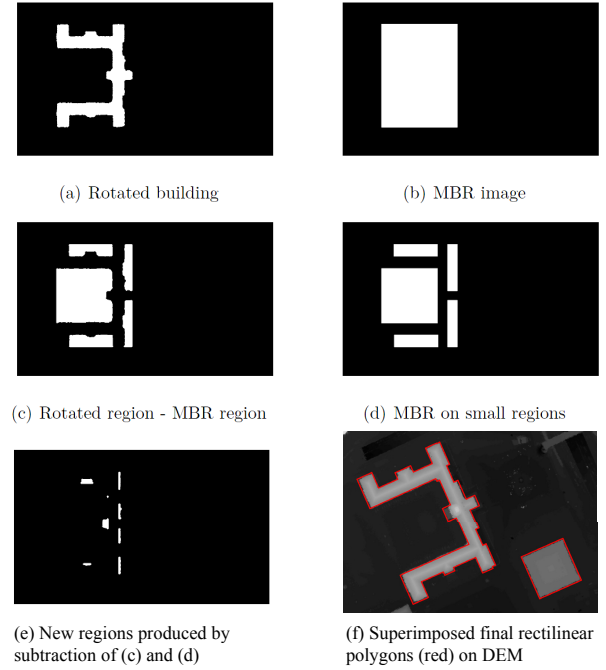 (a) Rotated building
(b) MBR image
(c) Rotated region - MBR region
(d) MBR on small regions
(e) New regions produced by
subtraction of (c) and (d)
(f) Superimposed final rectilinear
polygons (red) on DEM